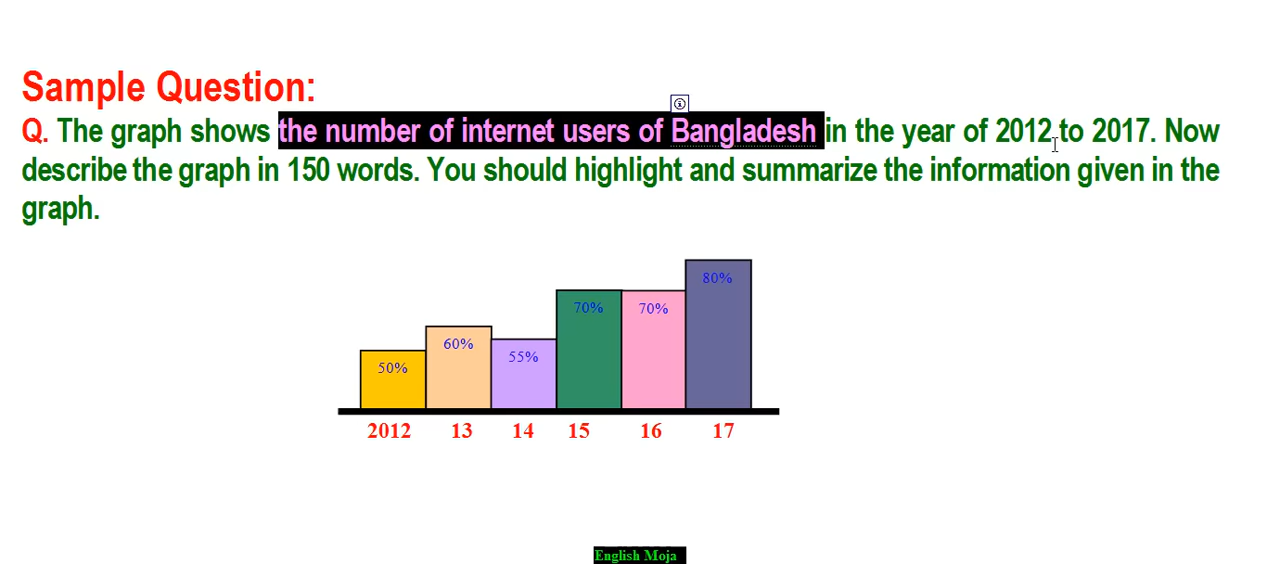 Sample Question:
Q. The graph shows the number of internet users of Bangladesh in the year of 2012 to 2017. Now
describe the graph in 150 words. You should highlight and summarize the information given in the
graph.
80%
70% 70%
60%
55%
50%
2012 13 14 15 16 17
English Moja